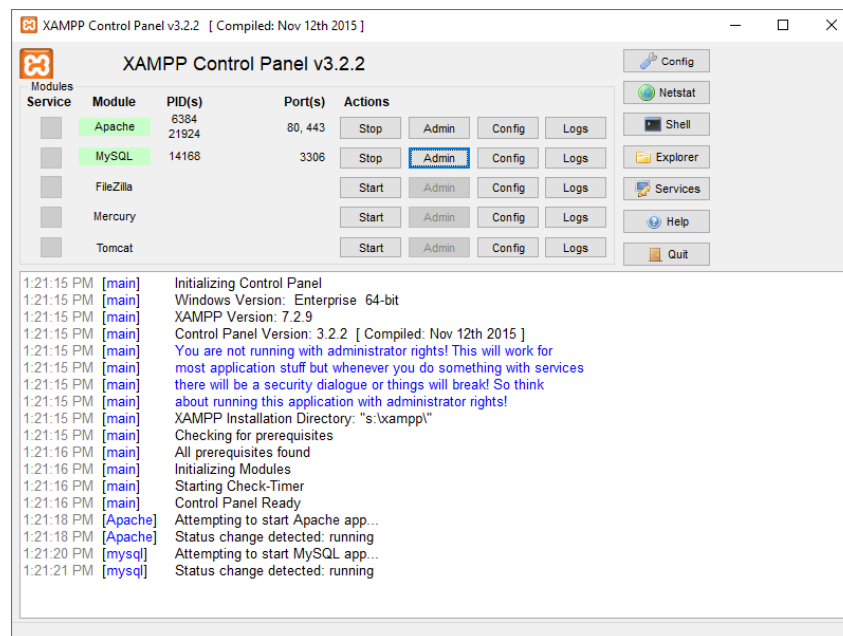 XAMPP Control Panel v3.2.2 [ Compiled: Nov 12th 2015 ]
XAMPP Control Panel v3.2.2
Config
Modules
Service Module PID(s) Port(s) Actions
Netstat
Apache 6384 21924 80, 443 Stop Admin Config Logs
Shell
MySQL 14168 3306 Stop Admin Config Logs
Explorer
FileZilla Start Admin Config Logs
Services
Mercury Start Admin Config Logs
Help
Tomcat Start Admin Config Logs
Quit
1:21:15 PM [main] Initializing Control Panel
1:21:15 PM [main] Windows Version: Enterprise 64-bit
1:21:15 PM [main] XAMPP Version: 7.2.9
1:21:15 PM [main] Control Panel Version: 3.2.2 [ Compiled: Nov 12th 2015 ]
1:21:15 PM [main] You are not running with administrator rights! This will work for
1:21:15 PM [main] most application stuff but whenever you do something with services
1:21:15 PM [main] there will be a security dialogue or things will break! So think
1:21:15 PM [main] about running this application with administrator rights!
1:21:15 PM [main] XAMPP Installation Directory: "s:\xampp\"
1:21:15 PM [main] Checking for prerequisites
1:21:16 PM [main] All prerequisites found
1:21:16 PM [main] Initializing Modules
1:21:16 PM [main] Starting Check-Timer
1:21:16 PM [main] Control Panel Ready
1:21:18 PM [Apache] Attempting to start Apache app...
1:21:18 PM [Apache] Status change detected: running
1:21:20 PM [mysql] Attempting to start MySQL app...
1:21:21 PM [mysql] Status change detected: running